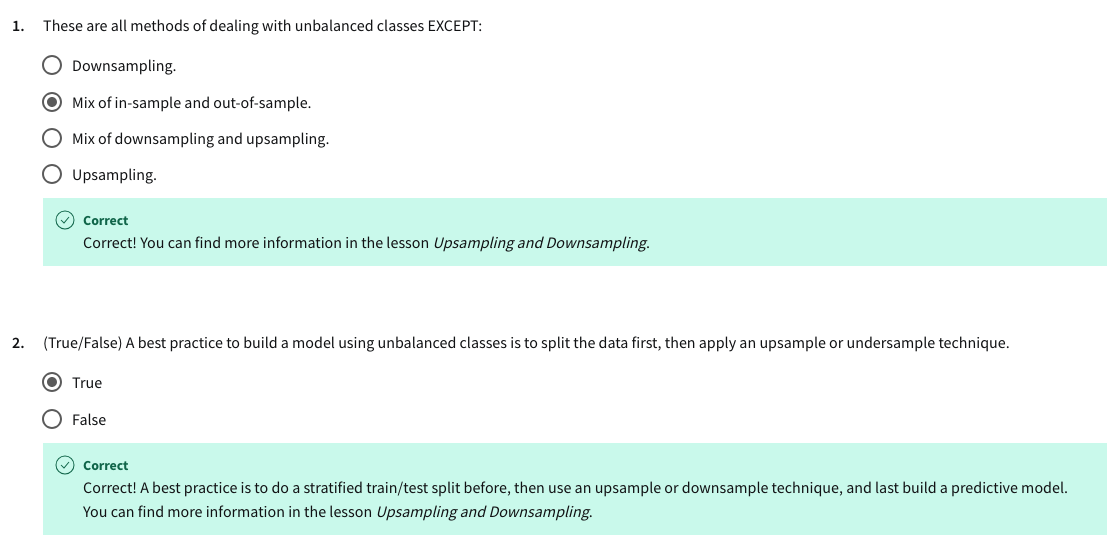 1. These are all methods of dealing with unbalanced classes EXCEPT:
Downsampling.
Mix of in-sample and out-of-sample.
Mix of downsampling and upsampling.
Upsampling.
Correct
Correct! You can find more information in the lesson Upsampling and Downsampling.
2. (True/False) A best practice to build a model using unbalanced classes is to split the data first, then apply an upsample or undersample technique.
True
False
Correct
Correct! A best practice is to do a stratified train/test split before, then use an upsample or downsample technique, and last build a predictive model.
You can find more information in the lesson Upsampling and Downsampling.